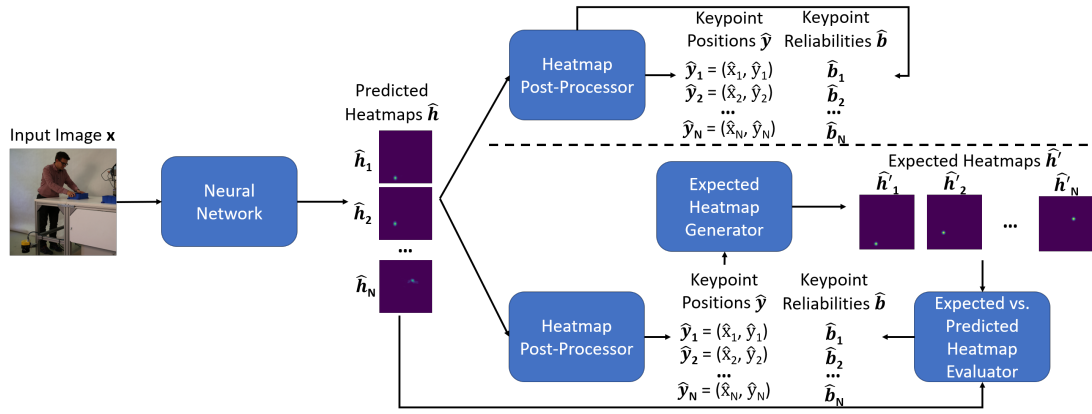 Input Image x
Neural
Network
Predicted
Heatmaps ĥ
ĥ₁
ĥ₂
...
ĥN
Heatmap
Post-Processor
Keypoint
Positions ŷ
ŷ₁ = (x̂₁, ŷ₁)
ŷ₂ = (x̂₂, ŷ₂)
...
ŷN = (x̂N, ŷN)
Keypoint
Reliabilities b̂
b̂₁
b̂₂
...
b̂N
Expected
Heatmap
Generator
Expected Heatmaps ĥ′
ĥ′₁
ĥ′₂
...
ĥ′N
Heatmap
Post-Processor
Keypoint
Positions ŷ
ŷ₁ = (x̂₁, ŷ₁)
ŷ₂ = (x̂₂, ŷ₂)
...
ŷN = (x̂N, ŷN)
Keypoint
Reliabilities b̂
b̂₁
b̂₂
...
b̂N
Expected vs.
Predicted
Heatmap
Evaluator